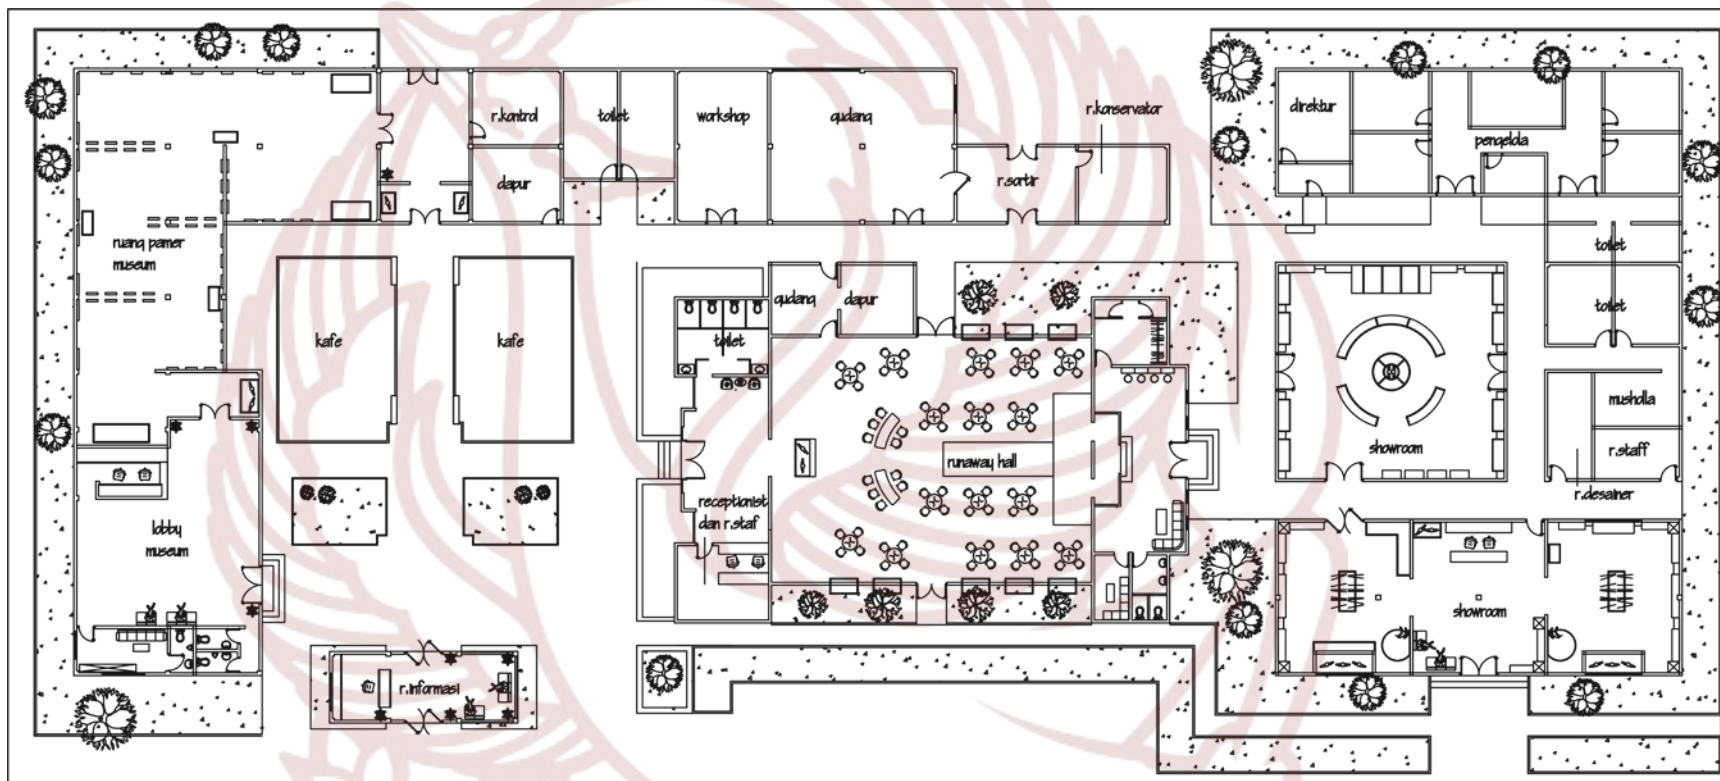 r.kontrol
toilet
workshop
gudang
r.konservator
direktur
pengelola
dapur
r.sortir
ruang pamer
museum
toilet
kafe
kafe
gudang
dapur
toilet
toilet
musholla
showroom
r.staff
runaway hall
receptionist
dan r.staf
r.desainer
lobby
museum
showroom
r.informasi